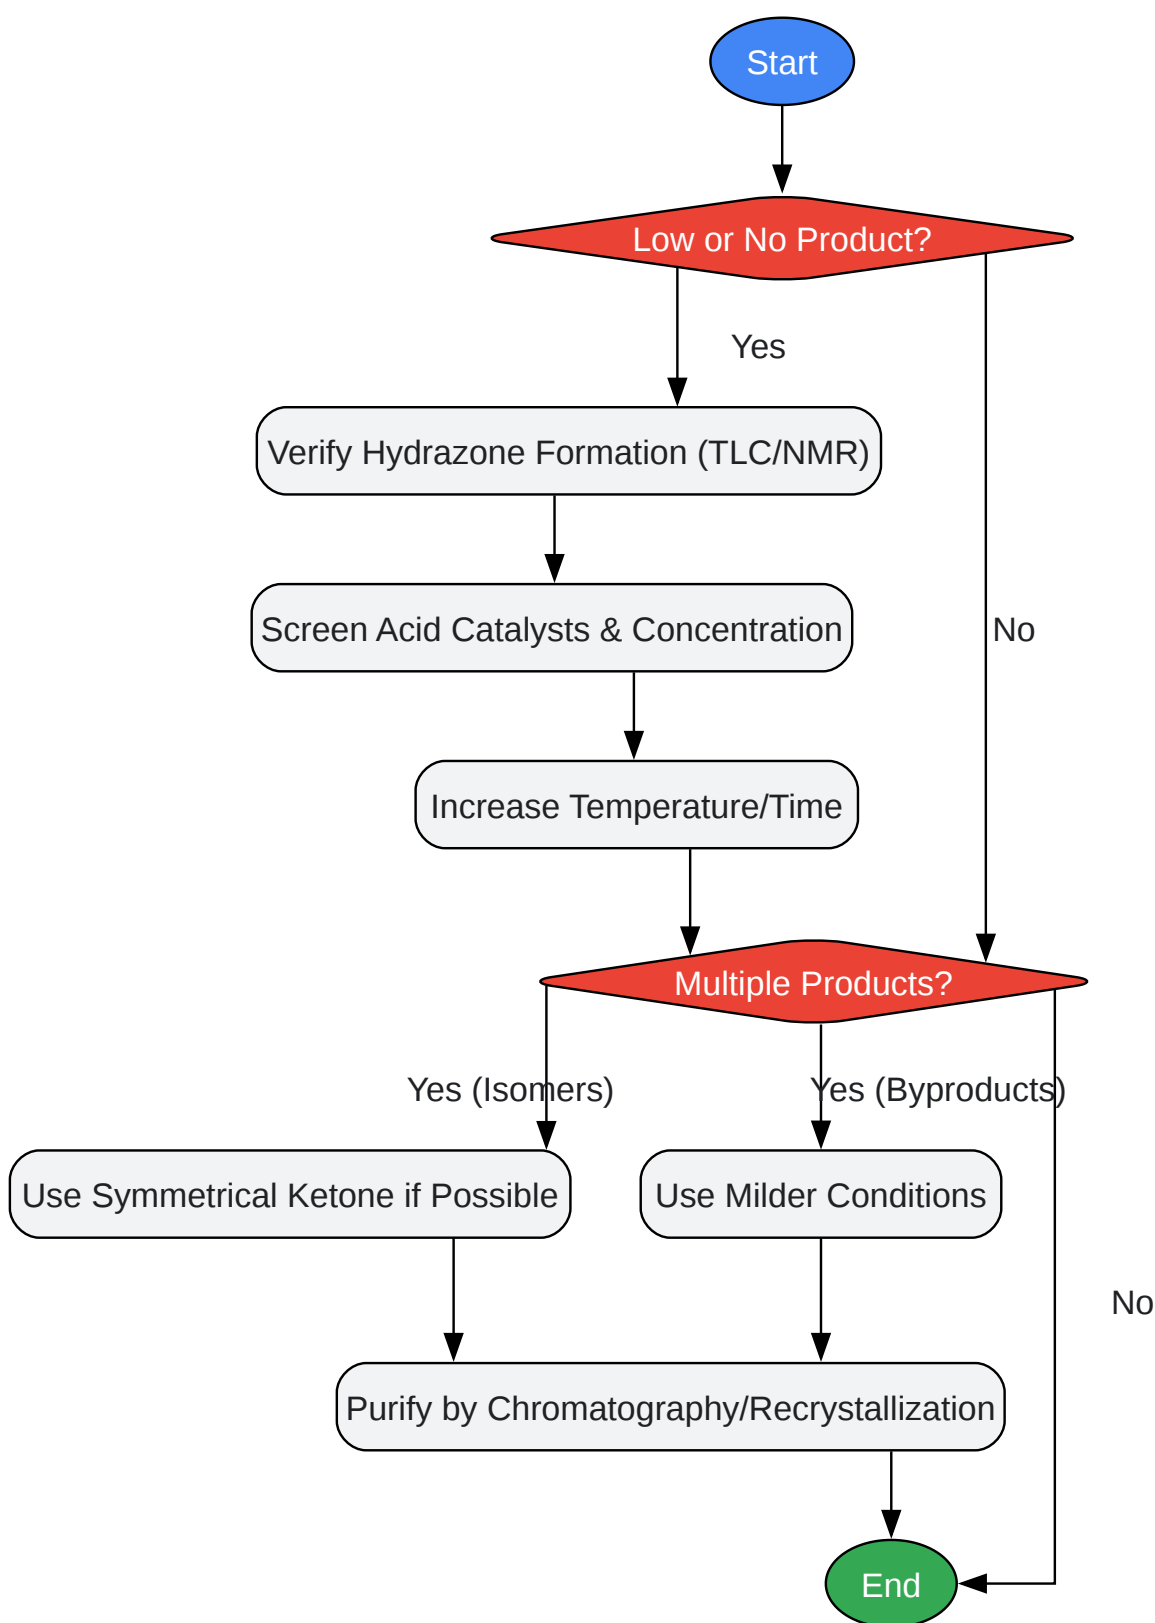 Start
Low or No Product?
Yes
Verify Hydrazone Formation (TLC/NMR)
Screen Acid Catalysts & Concentration
No
Increase Temperature/Time
Multiple Products?
Yes (Isomers)
Yes (Byproducts)
Use Symmetrical Ketone if Possible
Use Milder Conditions
No
Purify by Chromatography/Recrystallization
End